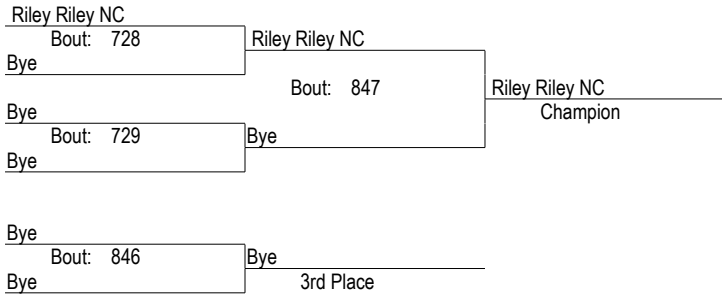 Riley Riley NC
Bout: 728
Bye
Riley Riley NC
Bout: 847
Riley Riley NC
Champion
Bye
Bout: 729
Bye
Bye
Bye
Bout: 846
Bye
Bye
3rd Place